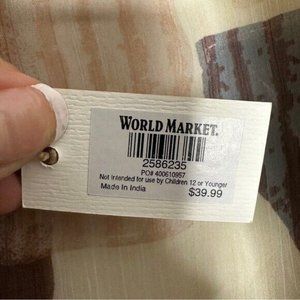 WORLD MARKET.
2586235
PO# 400610957
Not Intended for use by Children 12 or Younger
Made In India
$39.99